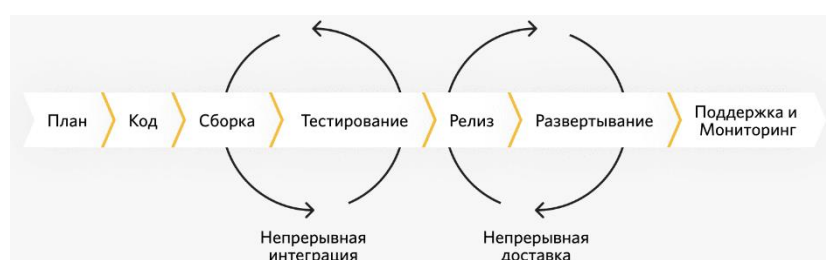 План
Код
Сборка
Тестирование
Релиз
Развертывание
Поддержка и
Мониторинг
Непрерывная
интеграция
Непрерывная
доставка